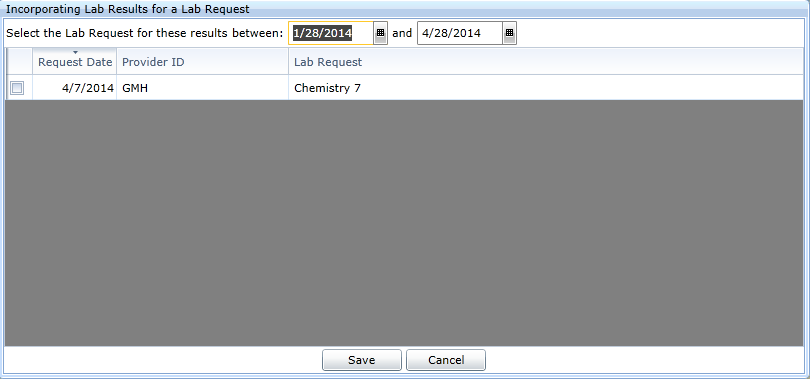 Incorporating Lab Results for a Lab Request
Select the Lab Request for these results between: 1/28/2014 and 4/28/2014
Request Date Provider ID Lab Request
4/7/2014 GMH Chemistry 7
Save Cancel